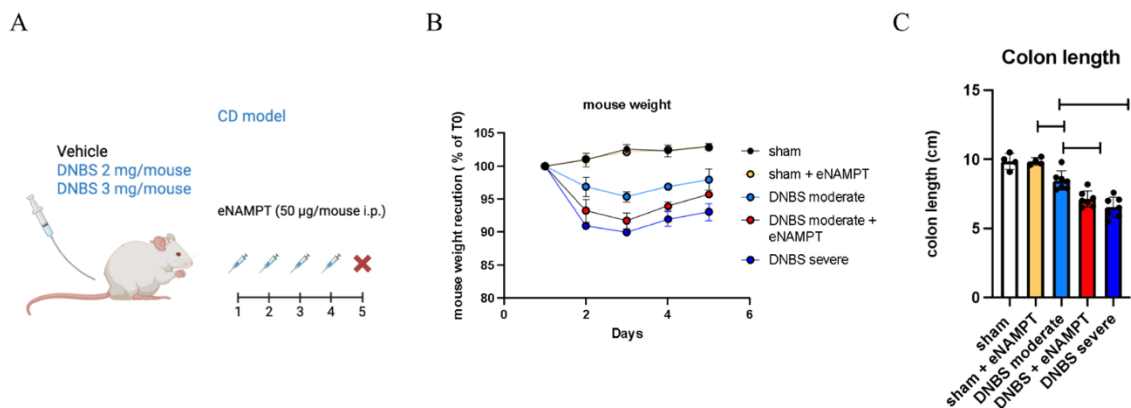 A
CD model
Vehicle
DNBS 2 mg/mouse
DNBS 3 mg/mouse
eNAMPT (50 µg/mouse i.p.)
1 2 3 4 5
B
mouse weight
mouse weight recution ( % of T0)
105
100
95
90
85
80
0 2 4 6
Days
sham
sham + eNAMPT
DNBS moderate
DNBS moderate +
eNAMPT
DNBS severe
C
Colon length
colon length (cm)
15
10
5
0
sham
sham + eNAMPT
DNBS moderate
DNBS + eNAMPT
DNBS severe